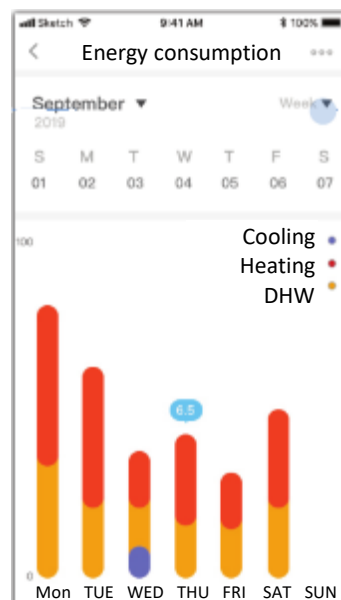 Sketch 9:41 AM 100%
Energy consumption
September ▼ Week ▼
2019
S M T W T F S
01 02 03 04 05 06 07
100
Cooling
Heating
DHW
6.5
0
Mon TUE WED THU FRI SAT SUN